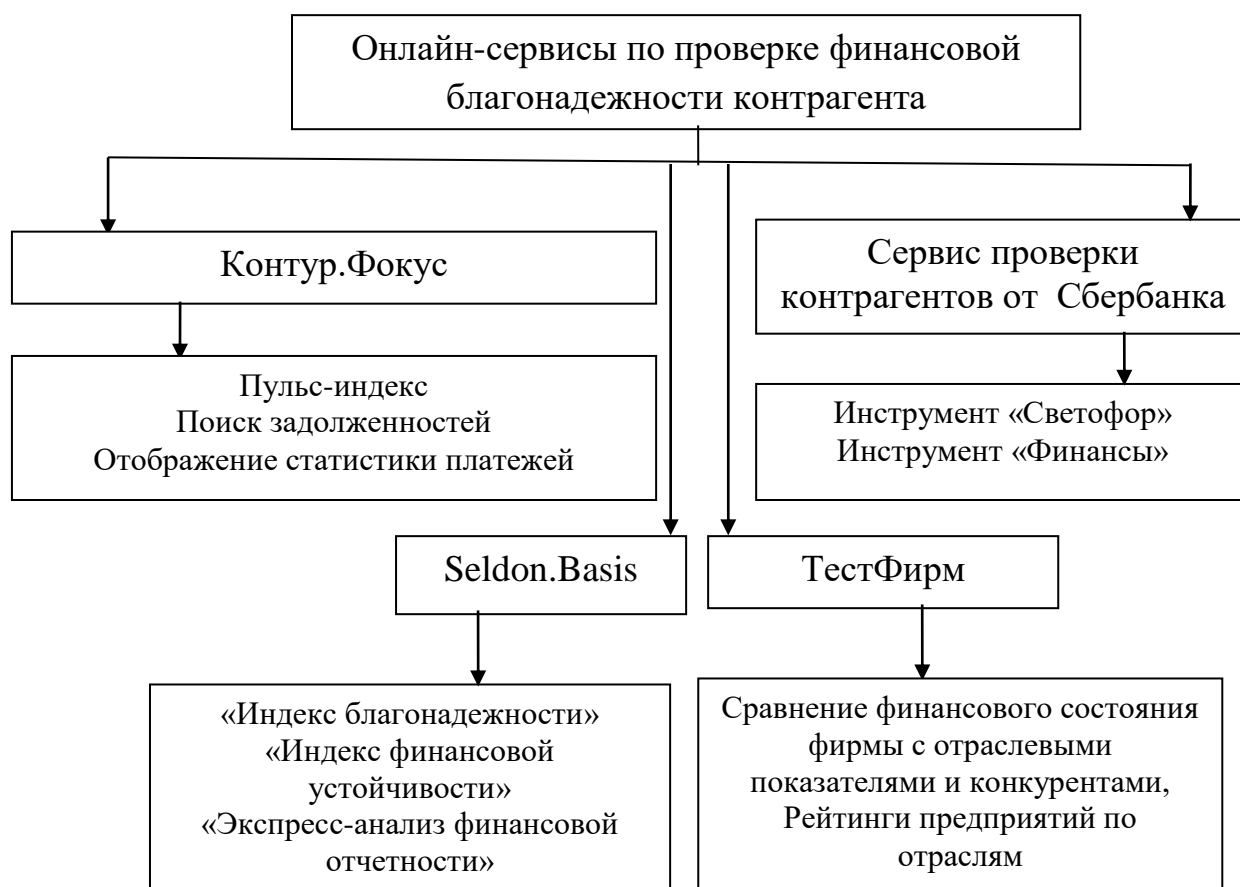 Онлайн-сервисы по проверке финансовой
благонадежности контрагента
Контур.Фокус
Сервис проверки
контрагентов от Сбербанка
Пульс-индекс
Поиск задолженностей
Отображение статистики платежей
Инструмент «Светофор»
Инструмент «Финансы»
Seldon.Basis
ТестФирм
«Индекс благонадежности»
«Индекс финансовой
устойчивости»
«Экспресс-анализ финансовой
отчетности»
Сравнение финансового состояния
фирмы с отраслевыми
показателями и конкурентами,
Рейтинги предприятий по
отраслям